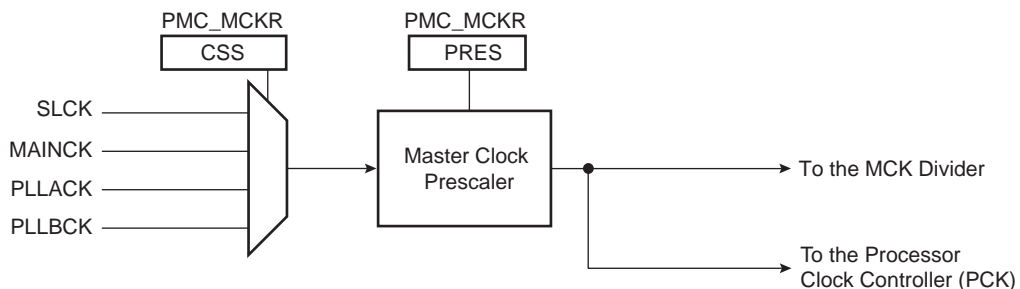 PMC_MCKR
CSS
PMC_MCKR
PRES
SLCK
MAINCK
PLLACK
PLLBCK
Master Clock
Prescaler
To the MCK Divider
To the Processor
Clock Controller (PCK)